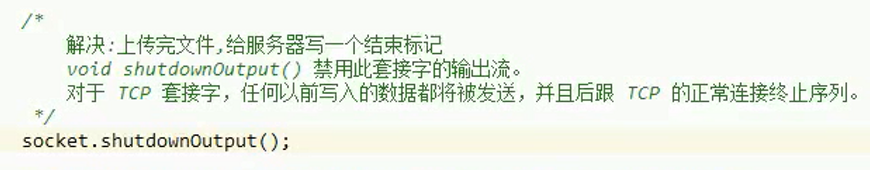 /*
解决:上传完文件,给服务器写一个结束标记
void shutdownOutput() 禁用此套接字的输出流。
对于 TCP 套接字，任何以前写入的数据都将被发送，并且后跟 TCP 的正常连接终止序列。
*/
socket.shutdownOutput();